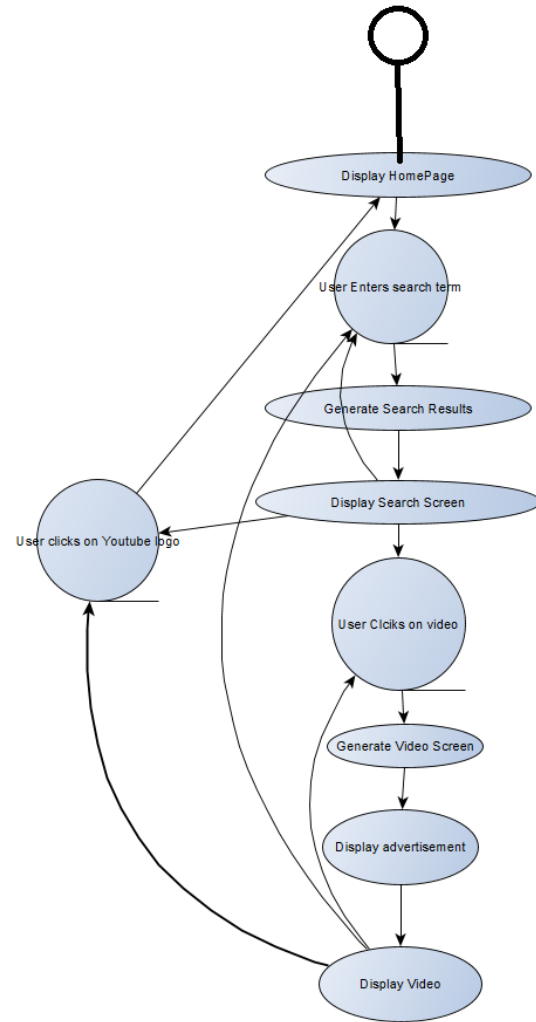 Display HomePage
User Enters search term
Generate Search Results
Display Search Screen
User clicks on Youtube logo
User Clciks on video
Generate Video Screen
Display advertisement
Display Video